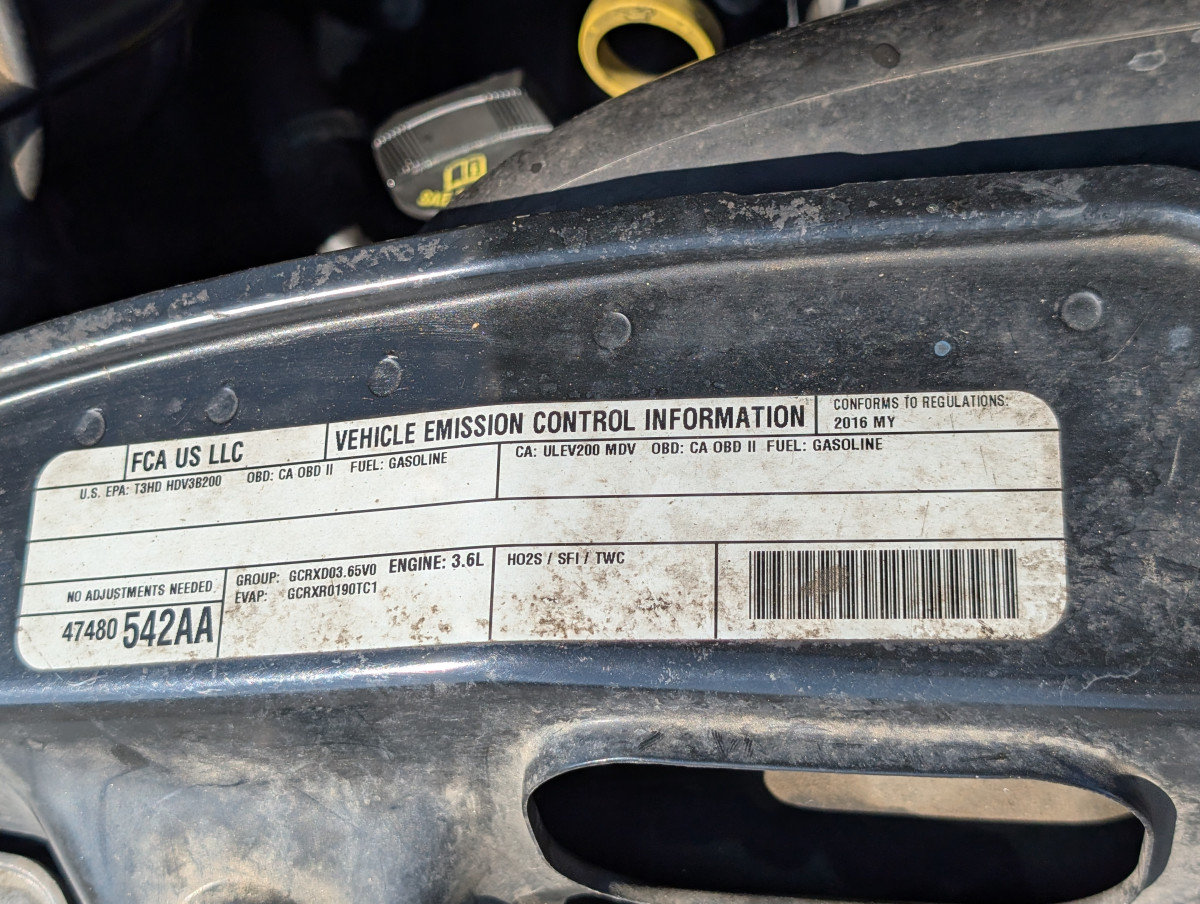 SAE
FCA US LLC
VEHICLE EMISSION CONTROL INFORMATION
CONFORMS TO REGULATIONS:
2016 MY
U.S. EPA: T3HD HDV3B200 OBD: CA OBD II FUEL: GASOLINE
CA: ULEV200 MDV OBD: CA OBD II FUEL: GASOLINE
NO ADJUSTMENTS NEEDED
47480 542AA
GROUP: GCRXD03.65V0 ENGINE: 3.6L
EVAP: GCRXR0190TC1
HO2S / SFI / TWC